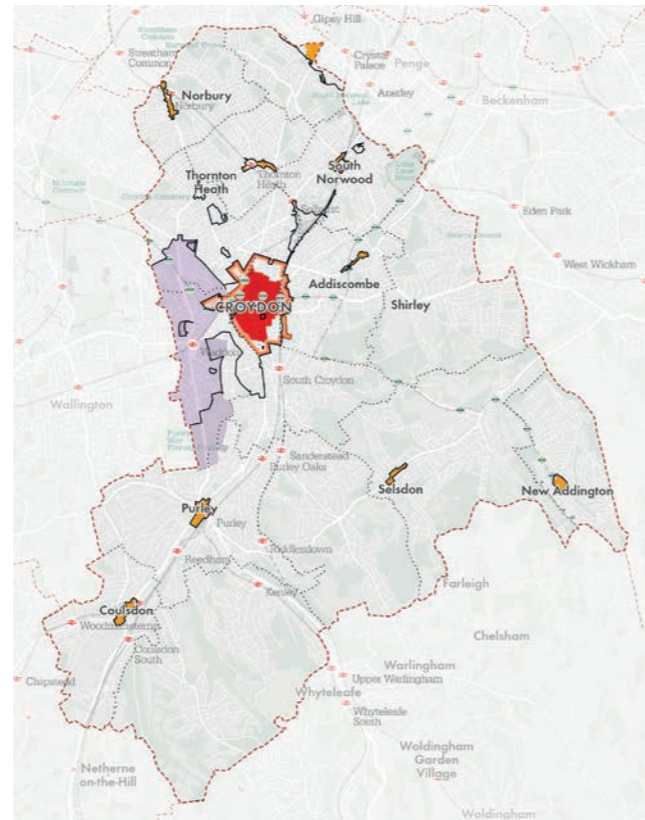 Gipsy Hill
Streatham
Common
Crystal
Palace
Penge
Norbury
Norbury
Anerley
Beckenham
Thornton
Heath
Thornton
Heath
South
Norwood
Eden Park
West Wickham
Addiscombe
Shirley
CROYDON
Waddon
Wallington
South Croydon
Sanderstead
Purley Oaks
Selsdon
New Addington
Purley
Purley
Reedham
Riddlesdown
Kenley
Farleigh
Coulsdon
Woodmansterne
Coulsdon
South
Chipstead
Chelsham
Warlingham
Upper Warlingham
Whyteleafe
Whyteleafe
South
Woldingham
Garden
Village
Netherne
on-the-Hill
Woldingham